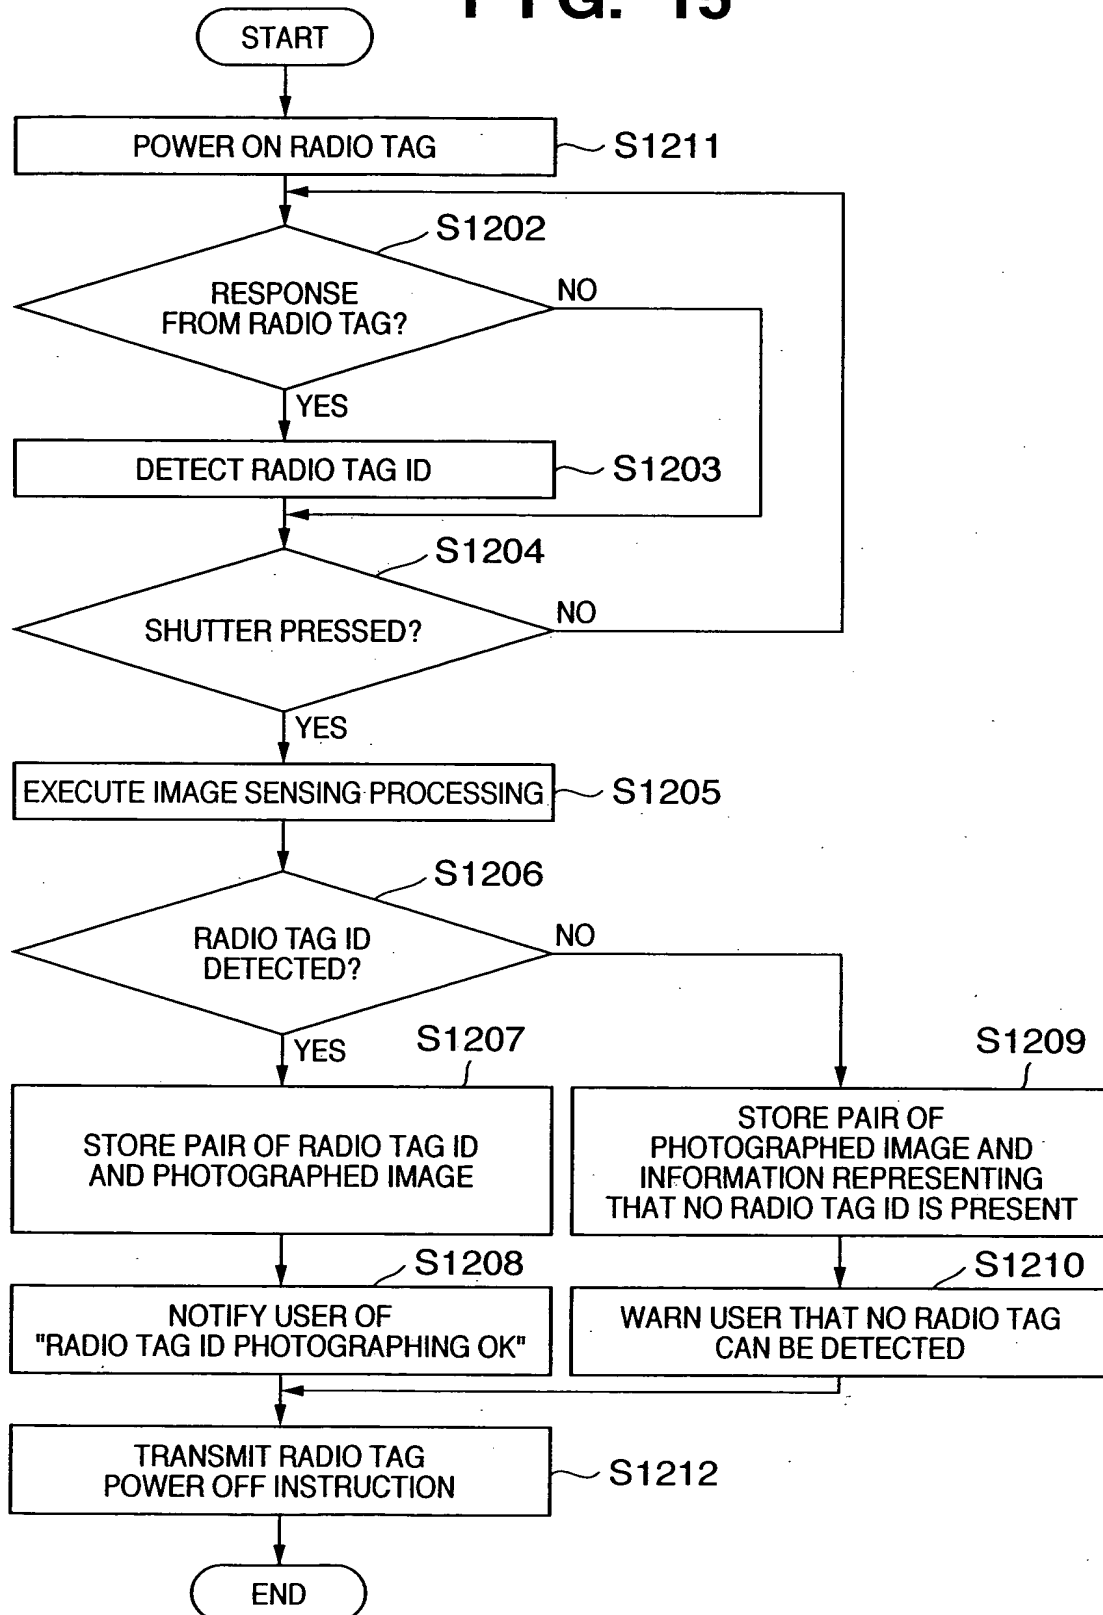 FIG. 15
START
POWER ON RADIO TAG
S1211
S1202
RESPONSE
FROM RADIO TAG?
NO
YES
DETECT RADIO TAG ID
S1203
S1204
SHUTTER PRESSED?
NO
YES
EXECUTE IMAGE SENSING PROCESSING
S1205
S1206
RADIO TAG ID
DETECTED?
NO
YES
S1207
STORE PAIR OF RADIO TAG ID
AND PHOTOGRAPHED IMAGE
S1209
STORE PAIR OF
PHOTOGRAPHED IMAGE AND
INFORMATION REPRESENTING
THAT NO RADIO TAG ID IS PRESENT
S1208
NOTIFY USER OF
"RADIO TAG ID PHOTOGRAPHING OK"
S1210
WARN USER THAT NO RADIO TAG
CAN BE DETECTED
TRANSMIT RADIO TAG
POWER OFF INSTRUCTION
S1212
END